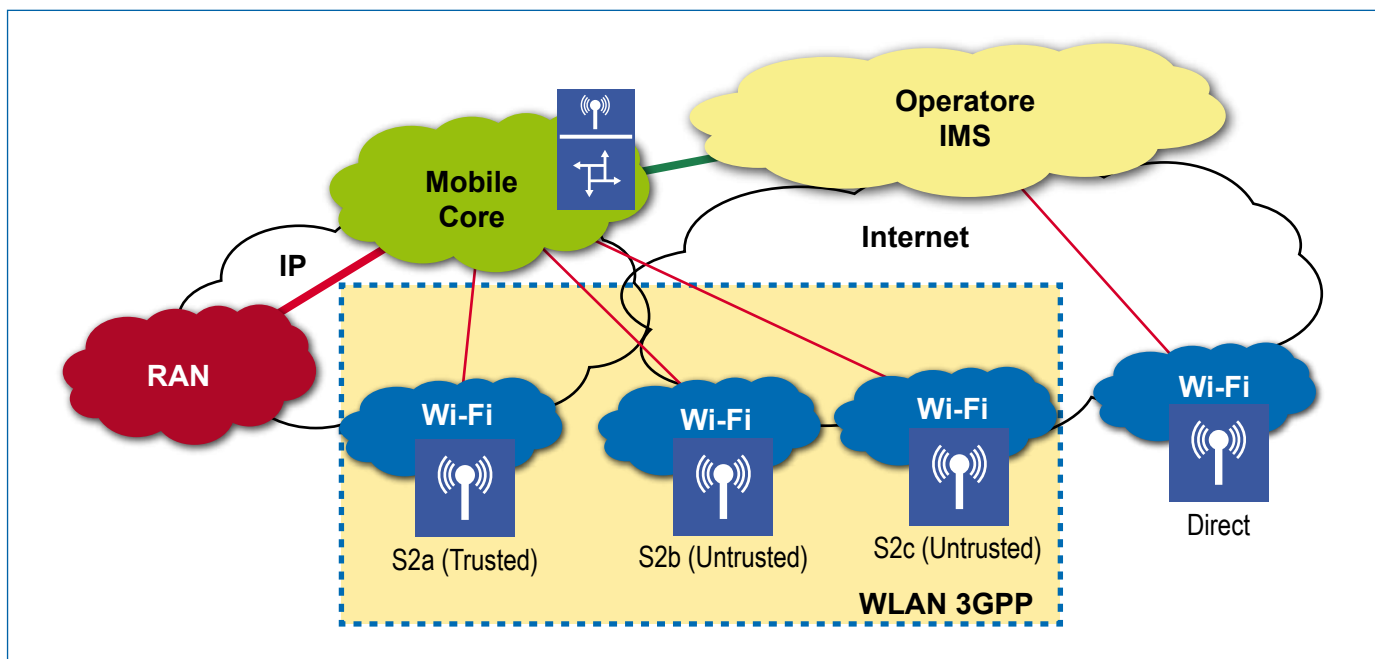 Operatore
IMS
Mobile
Core
Internet
IP
RAN
Wi-Fi
Wi-Fi
Wi-Fi
Wi-Fi
S2a (Trusted)
S2b (Untrusted)
S2c (Untrusted)
Direct
WLAN 3GPP